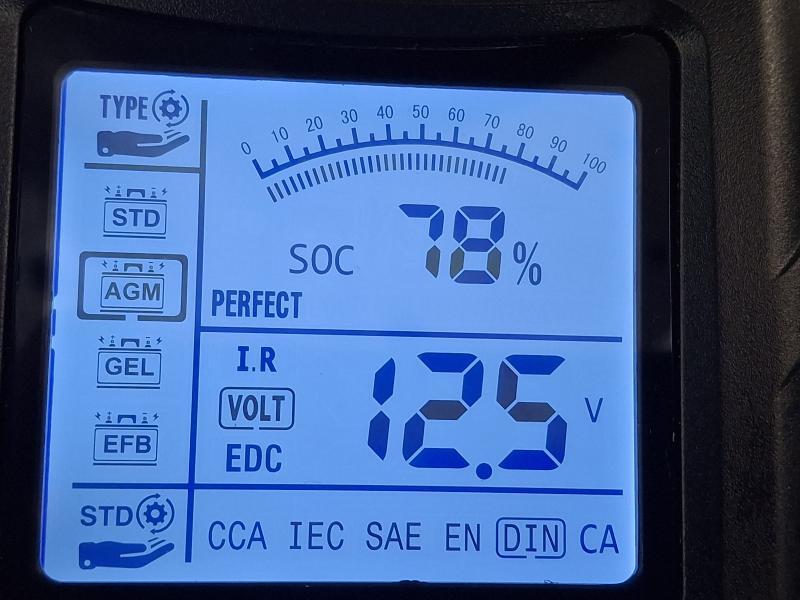 TYPE
STD
AGM
GEL
EFB
STD
0 10 20 30 40 50 60 70 80 90 100
SOC 78%
PERFECT
I.R
VOLT
EDC
12.5 V
CCA IEC SAE EN DIN CA